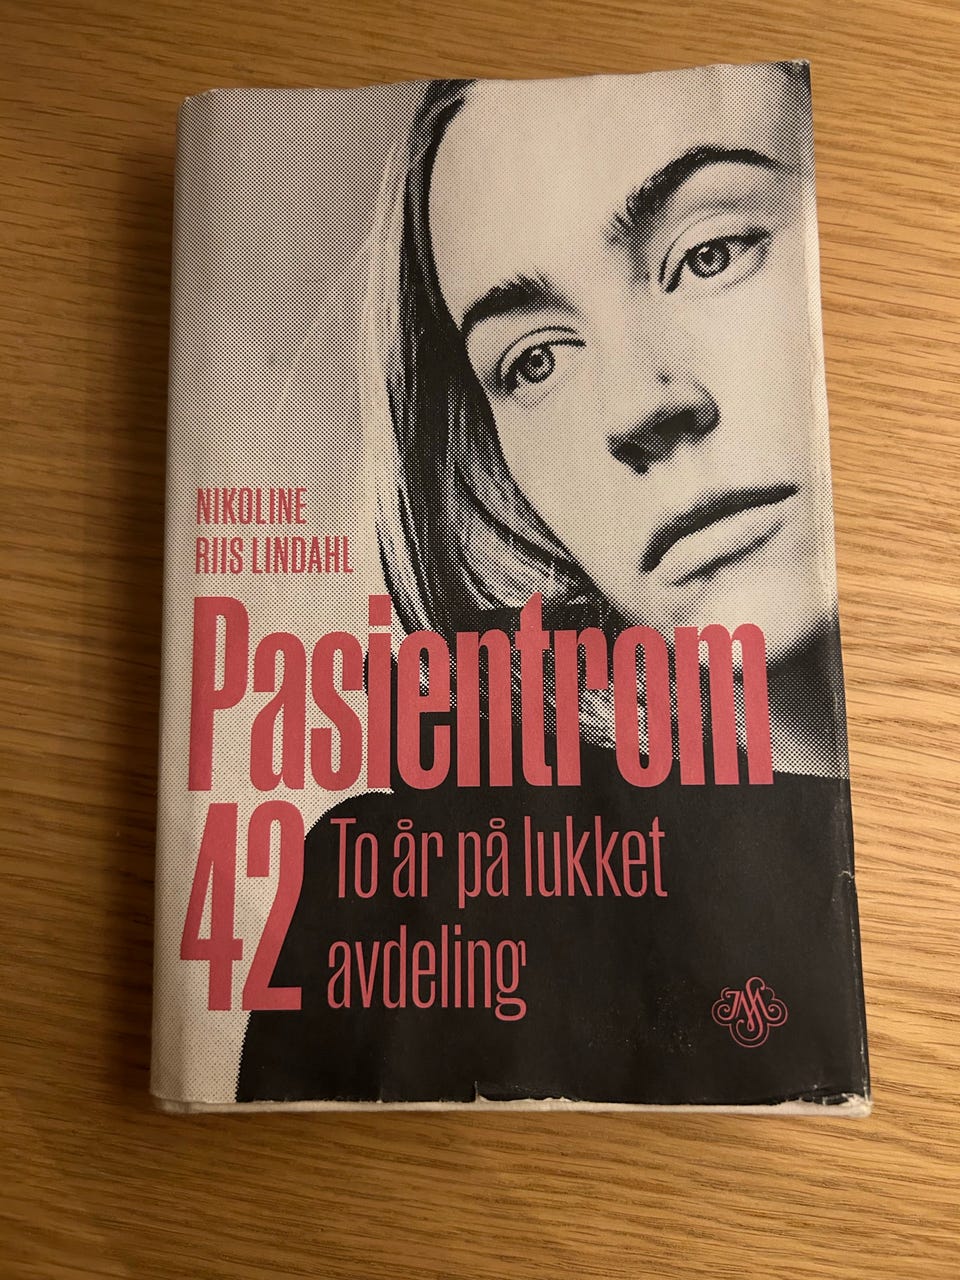 NIKOLINE
RIIS LINDAHL
Pasientrom
42 To år på lukket
avdeling